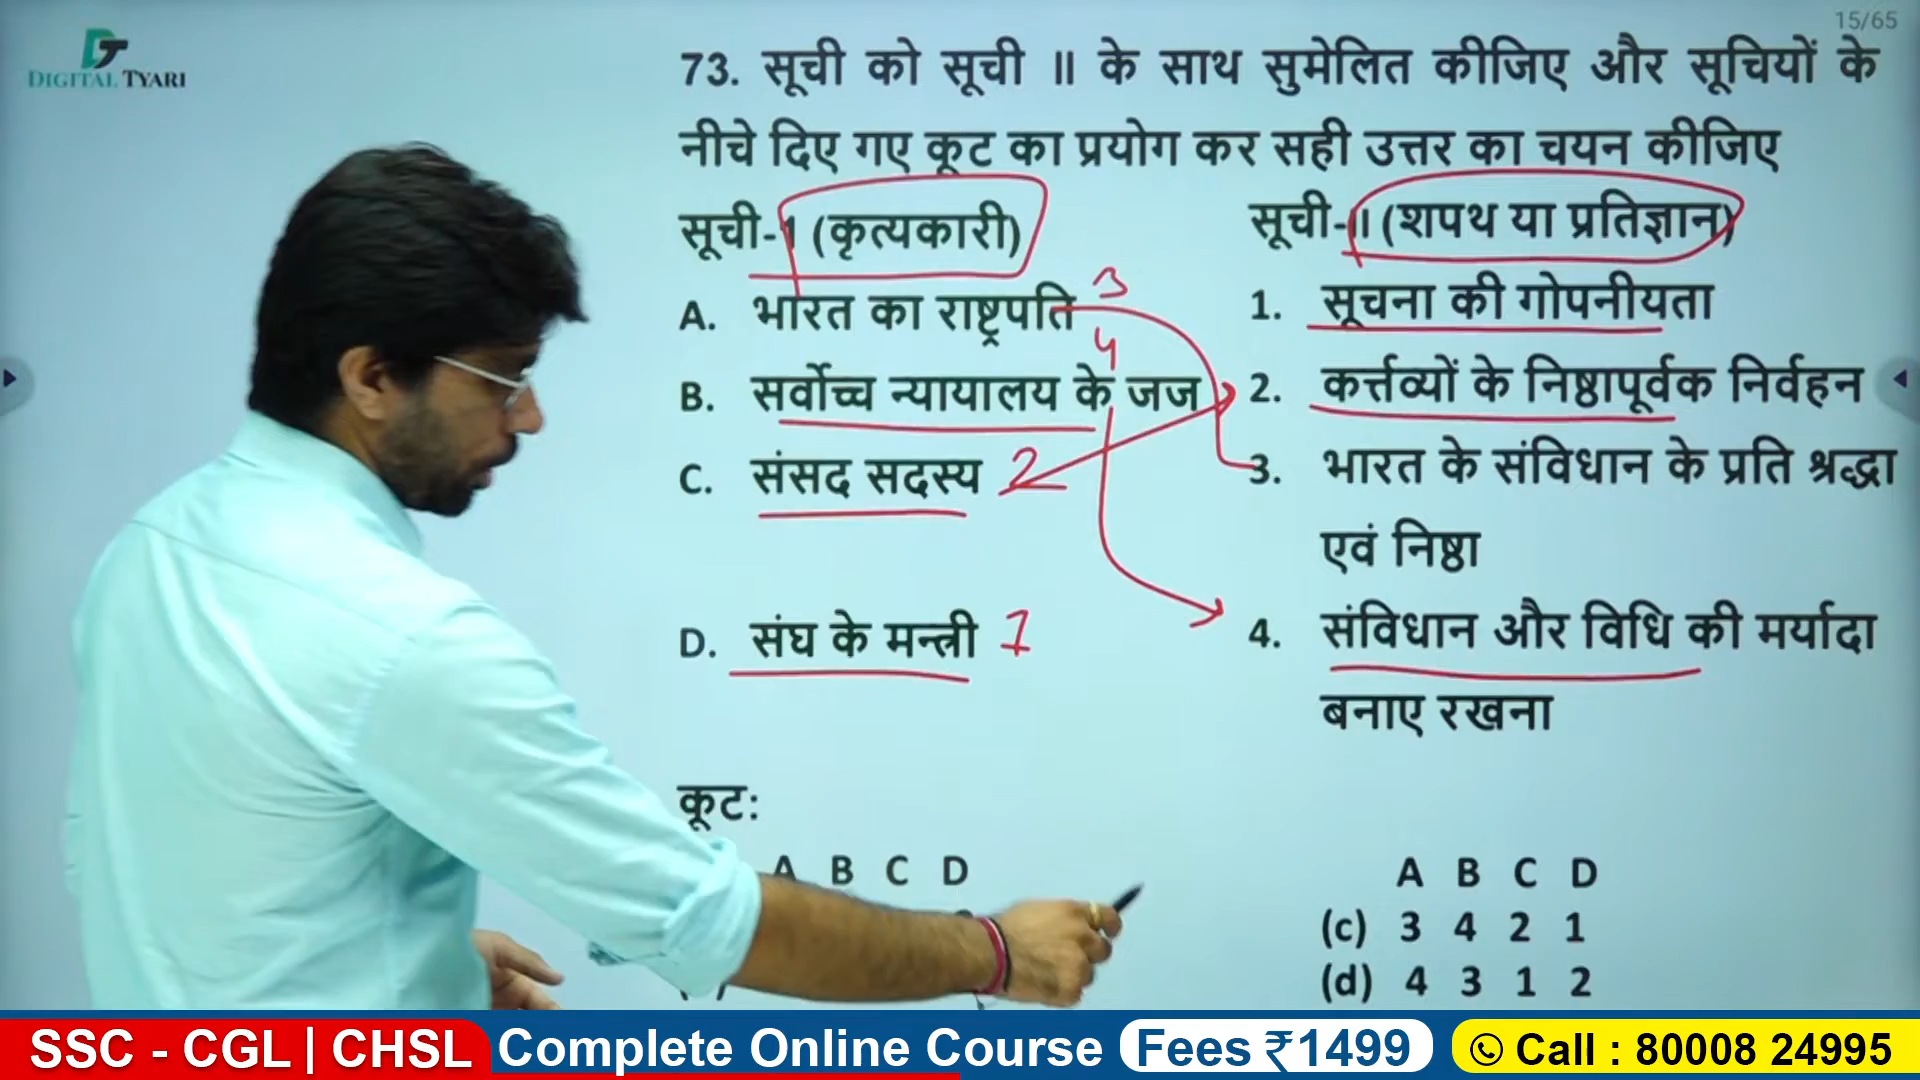 15/65
DT
DIGITAL TYARI
73. सूची को सूची II के साथ सुमेलित कीजिए और सूचियों के
नीचे दिए गए कूट का प्रयोग कर सही उत्तर का चयन कीजिए
सूची-I (कृत्यकारी)
सूची-II (शपथ या प्रतिज्ञान)
A. भारत का राष्ट्रपति 3
1. सूचना की गोपनीयता
B. सर्वोच्च न्यायालय के जज 4
2. कर्त्तव्यों के निष्ठापूर्वक निर्वहन
C. संसद सदस्य 2
3. भारत के संविधान के प्रति श्रद्धा
एवं निष्ठा
D. संघ के मन्त्री 1
4. संविधान और विधि की मर्यादा
बनाए रखना
कूट:
A B C D
A B C D
(c) 3 4 2 1
(d) 4 3 1 2
SSC - CGL | CHSL Complete Online Course Fees ₹1499 Call : 80008 24995